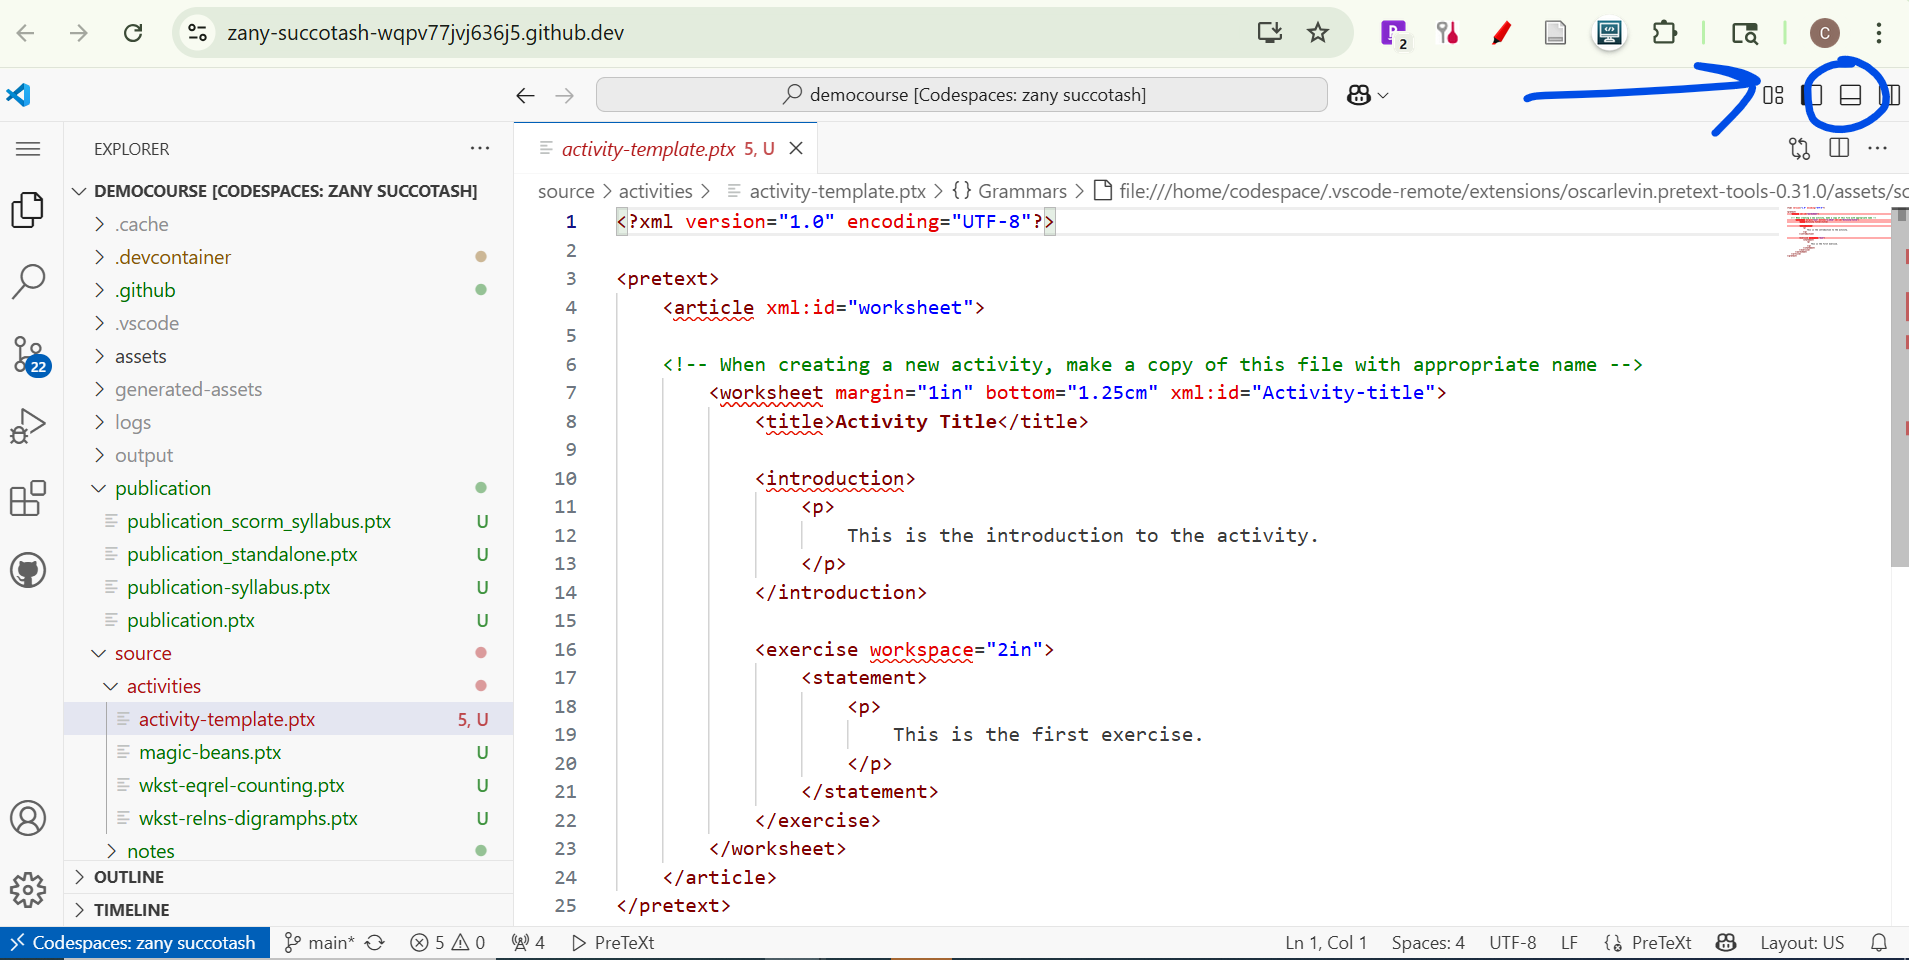 zany-succotash-wqpv77jvj636j5.github.dev
2
C
democourse [Codespaces: zany succotash]
EXPLORER
activity-template.ptx 5, U
DEMOCOURSE [CODESPACES: ZANY SUCCOTASH]
source > activities > activity-template.ptx > {} Grammars > file:///home/codespace/.vscode-remote/extensions/oscarlevin.pretext-tools-0.31.0/assets/sc
.cache
.devcontainer
.github
.vscode
assets
generated-assets
logs
output
publication
publication_scorm_syllabus.ptx U
publication_standalone.ptx U
publication-syllabus.ptx U
publication.ptx U
source
activities
activity-template.ptx 5, U
magic-beans.ptx U
wkst-eqrel-counting.ptx U
wkst-relns-digramphs.ptx U
notes
OUTLINE
TIMELINE
22
1 <?xml version="1.0" encoding="UTF-8"?>
2
3 <pretext>
4 <article xml:id="worksheet">
5
6 <!-- When creating a new activity, make a copy of this file with appropriate name -->
7 <worksheet margin="1in" bottom="1.25cm" xml:id="Activity-title">
8 <title>Activity Title</title>
9
10 <introduction>
11 <p>
12 This is the introduction to the activity.
13 </p>
14 </introduction>
15
16 <exercise workspace="2in">
17 <statement>
18 <p>
19 This is the first exercise.
20 </p>
21 </statement>
22 </exercise>
23 </worksheet>
24 </article>
25 </pretext>
Codespaces: zany succotash main* 5 0 4 PreTeXt Ln 1, Col 1 Spaces: 4 UTF-8 LF PreTeXt Layout: US